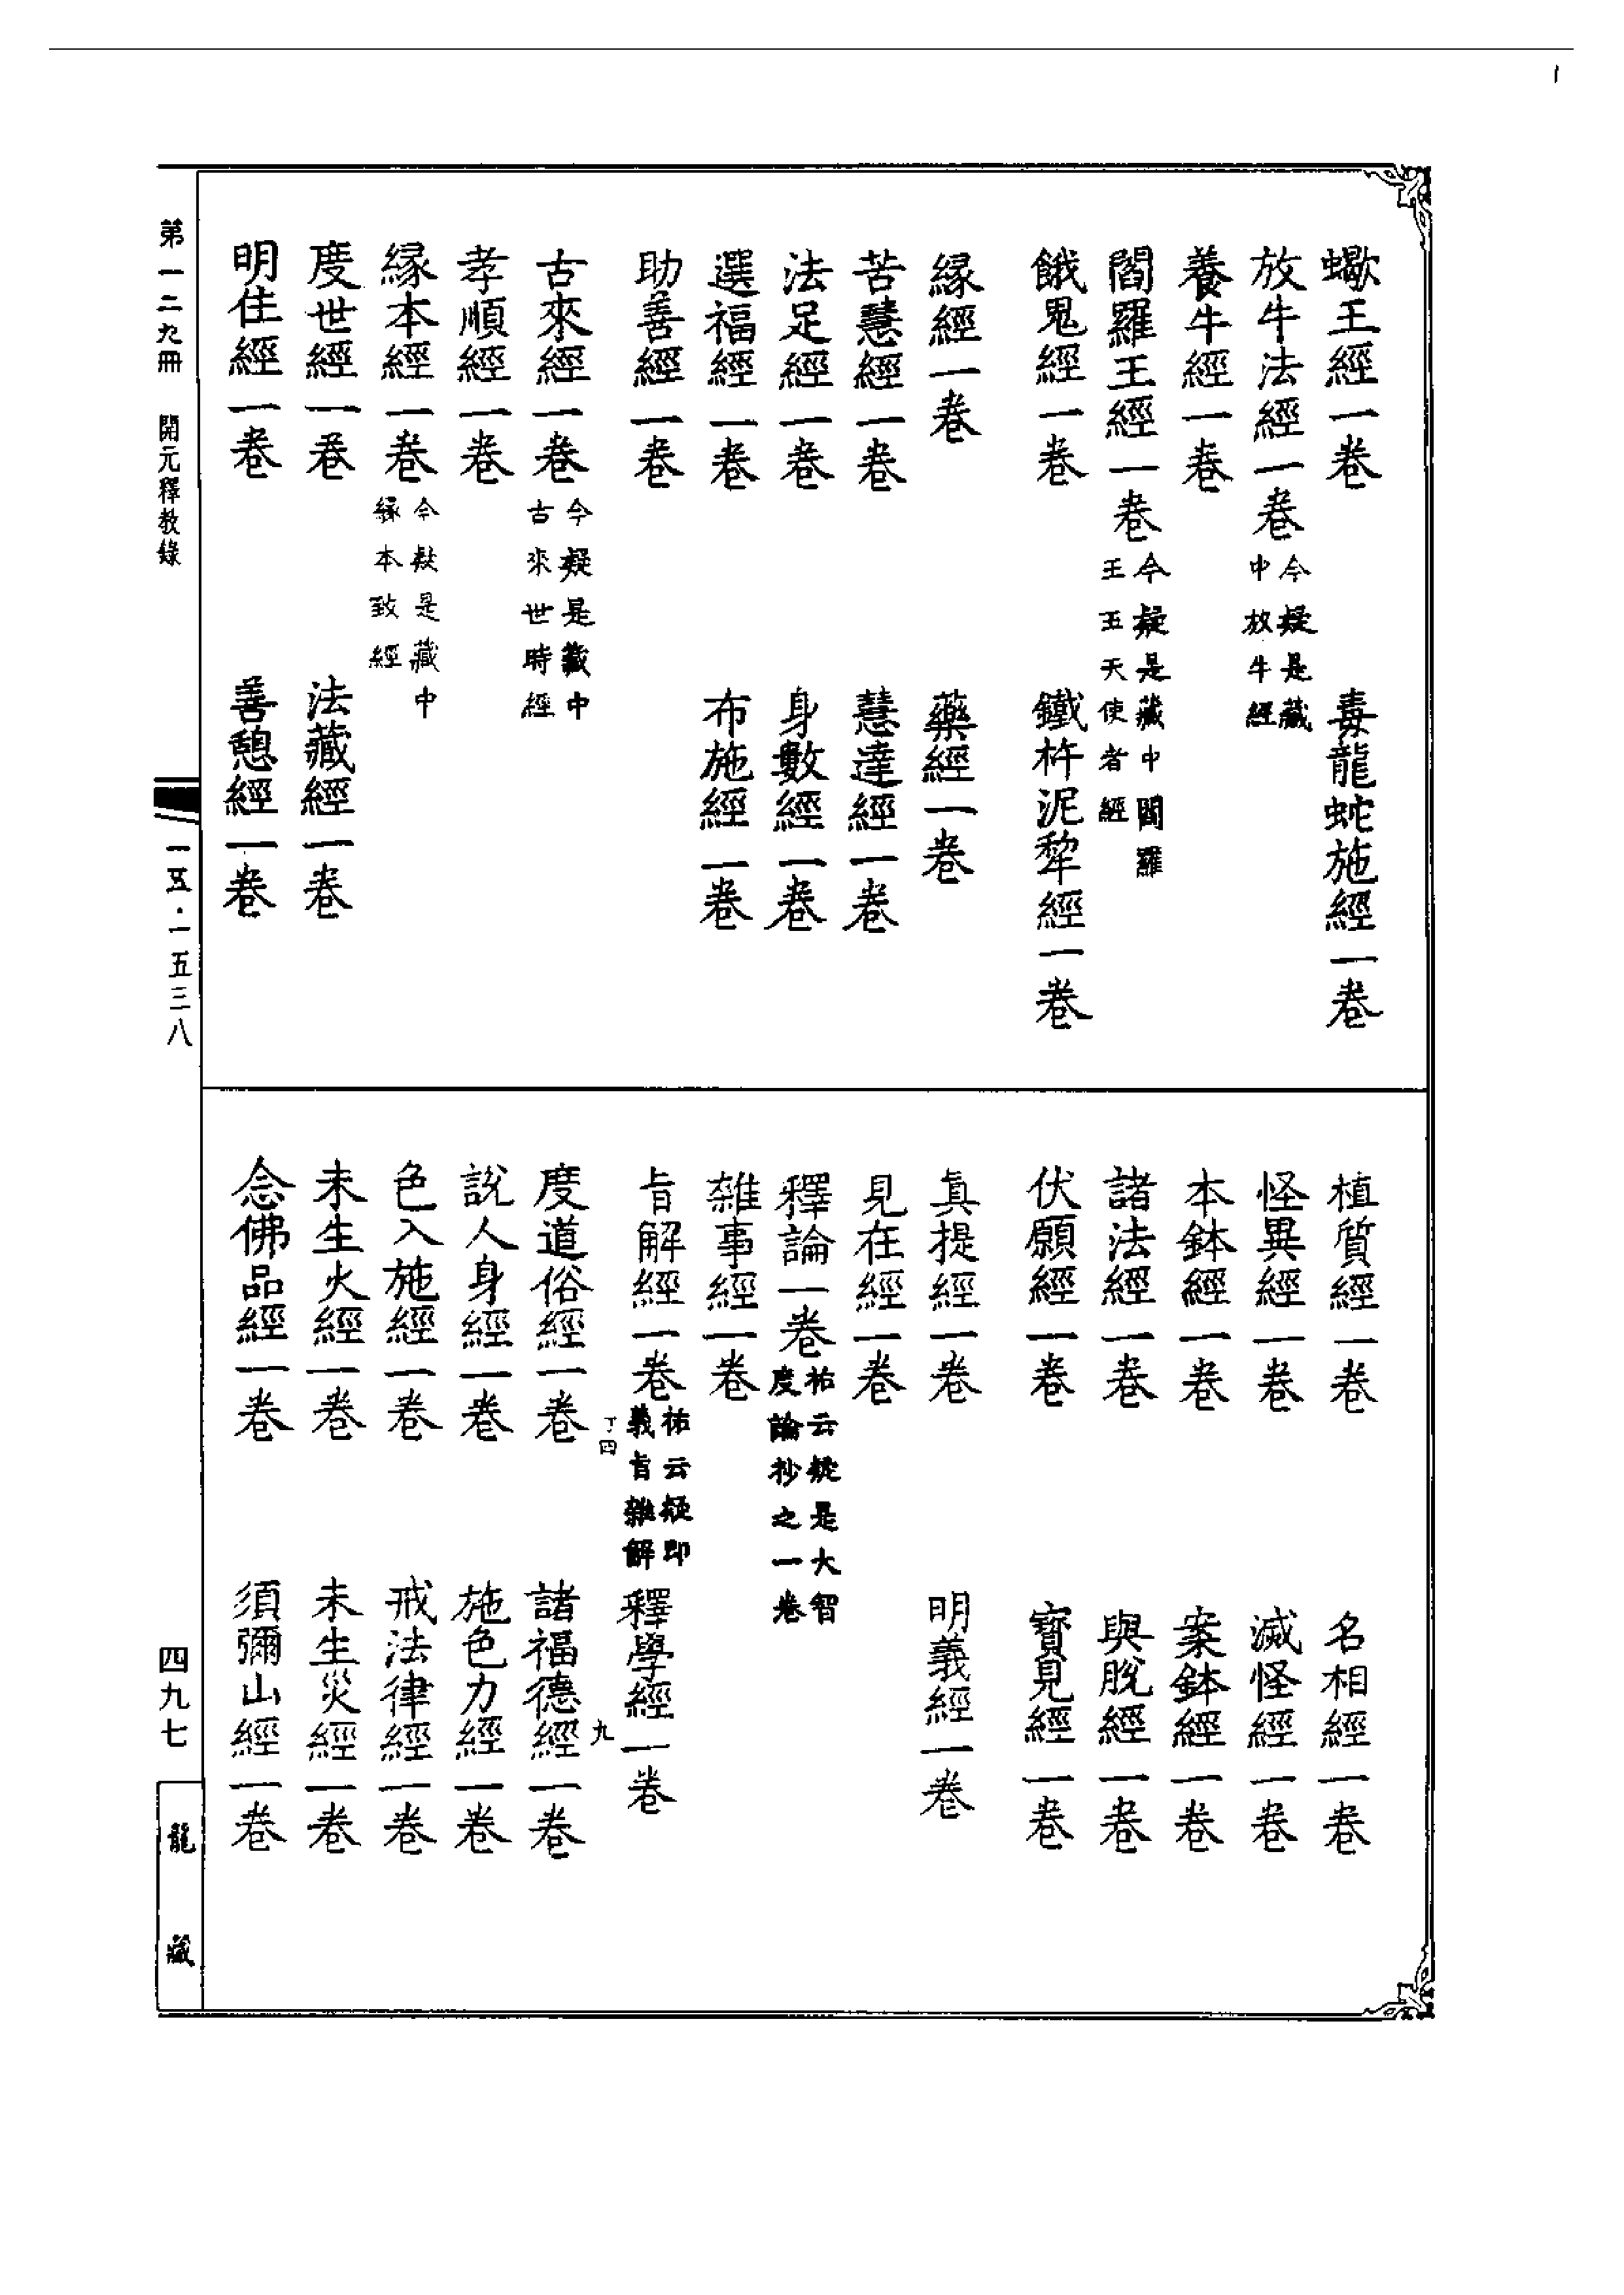 蠍王經一卷　毒龍蛇施經一卷
放牛法經一卷今疑是藏中放牛經
養牛經一卷
閻羅王經一卷今疑是藏中閻羅王五天使者經
餓鬼經一卷　鐵杵泥犂經一卷
緣經一卷　藥經一卷
苦慧經一卷　慧達經一卷
法足經一卷　身數經一卷
選福經一卷　布施經一卷
助善經一卷
古來經一卷今疑是藏中古來世時經
孝順經一卷
緣本經一卷今疑是藏中緣本致經
度世經一卷　法藏經一卷
明住經一卷　善憩經一卷
植質經一卷　名相經一卷
怪異經一卷　滅怪經一卷
本鉢經一卷　案鉢經一卷
諸法經一卷　與脫經一卷
伏願經一卷　寶見經一卷
真提經一卷　明義經一卷
見在經一卷
釋論一卷祐云疑是大智度論抄之一卷
雜事經一卷
旨解經一卷祐云疑即義旨雜解　釋學經一卷
丁四　九
度道俗經一卷　諸福德經一卷
說人身經一卷　施色力經一卷
色入施經一卷　戒法律經一卷
未生火經一卷　未生災經一卷
念佛品經一卷　須彌山經一卷
第一二九冊　開元釋教錄
一五·一五三八
四九七
龍藏